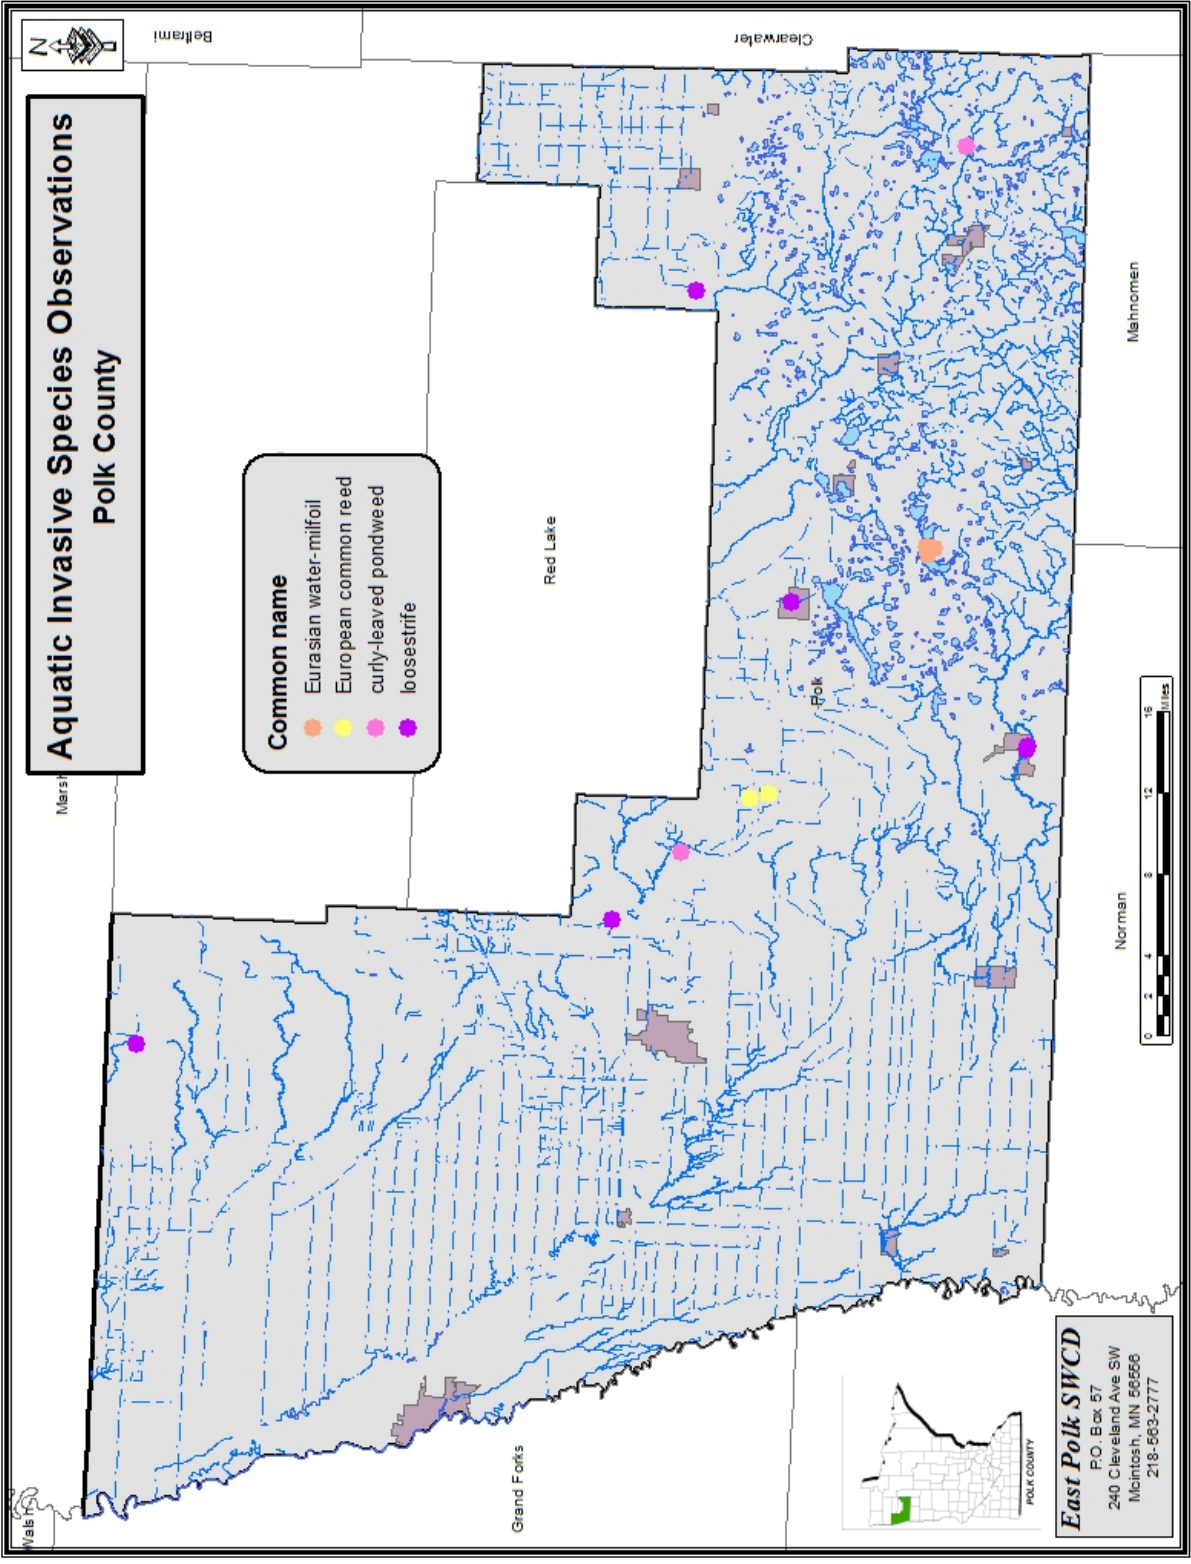 Aquatic Invasive Species Observations
Polk County
N
Beltrami
Clearwater
Marsh
Common name
Eurasian water-milfoil
European common reed
curly-leaved pondweed
loosestrife
Red Lake
Polk
Mahnomen
Norman
Grand Forks
Walsh
0 2 4 8 12 16
Miles
POLK COUNTY
East Polk SWCD
P.O. Box 57
240 Cleveland Ave SW
McIntosh, MN 56556
218-563-2777